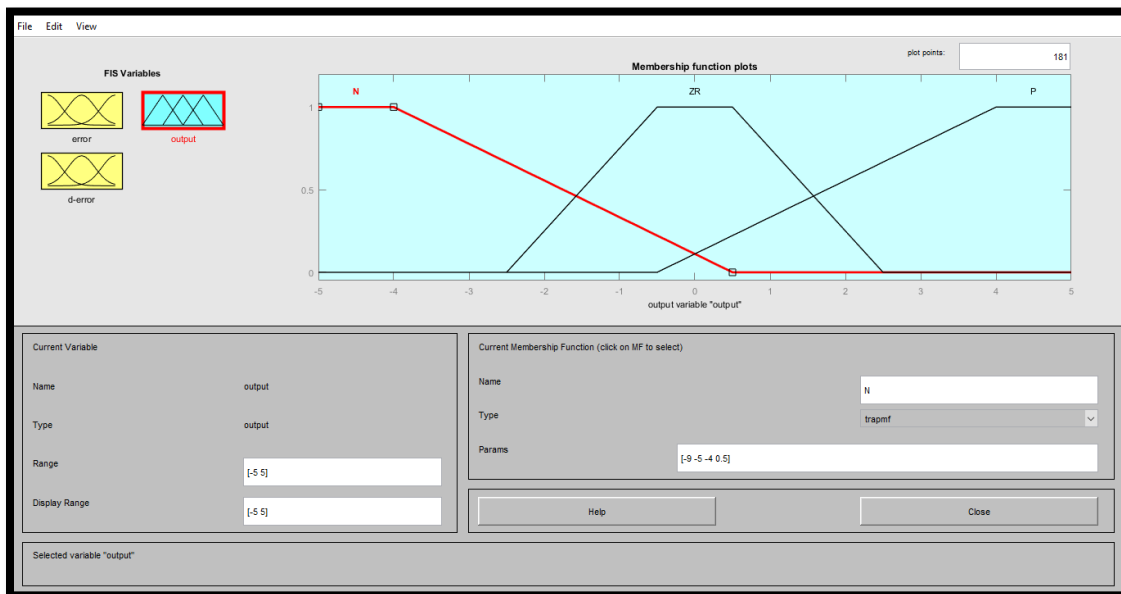 File Edit View
plot points:
181
FIS Variables
Membership function plots
error
output
d-error
N
ZR
P
1
0.5
0
-5 -4 -3 -2 -1 0 1 2 3 4 5
output variable "output"
Current Variable
Name output
Type output
Range [-5 5]
Display Range [-5 5]
Current Membership Function (click on MF to select)
Name N
Type trapmf
Params [-9 -5 -4 0.5]
Help
Close
Selected variable "output"